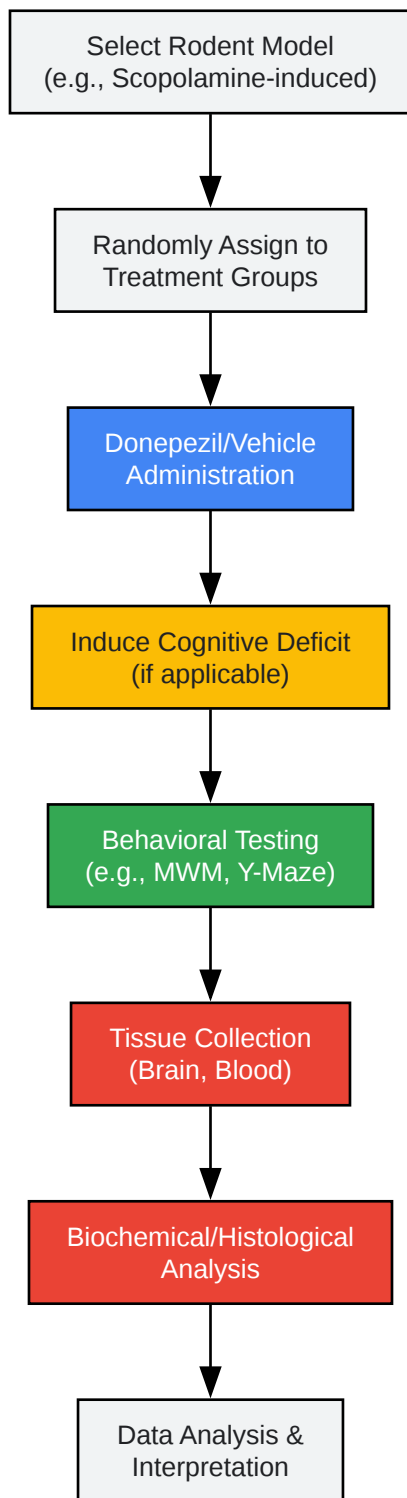 Select Rodent Model
(e.g., Scopolamine-induced)
Randomly Assign to
Treatment Groups
Donepezil/Vehicle
Administration
Induce Cognitive Deficit
(if applicable)
Behavioral Testing
(e.g., MWM, Y-Maze)
Tissue Collection
(Brain, Blood)
Biochemical/Histological
Analysis
Data Analysis &
Interpretation